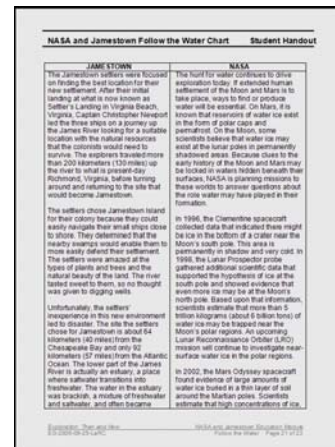 NASA and Jamestown Follow the Water Chart Student Handout
JAMESTOWN
The Jamestown settlers were focused
on finding the best location for their
new settlement. After their initial
landing at what is now known as
Settler's Landing in Virginia Beach,
Virginia, Captain Christopher Newport
led the three ships on a journey up
the James River looking for a suitable
location with the natural resources
that the colonists would need to
survive. The explorers traveled more
than 200 kilometers (130 miles) up
the river to what is present-day
Richmond, Virginia, before turning
around and returning to the site that
would become Jamestown.
The settlers chose Jamestown Island
for their colony because they could
easily navigate their small ships close
to shore. They determined that the
nearby swamps would enable them to
more easily defend their settlement.
The settlers were amazed at the
types of plants and trees and the
natural beauty of the land. The river
tasted sweet to them, so no thought
was given to digging wells.
Unfortunately, the settlers'
inexperience in this new environment
led to disaster. The site the settlers
chose for Jamestown is about 64
kilometers (40 miles) from the
Chesapeake Bay and only 92
kilometers (57 miles) from the Atlantic
Ocean. The lower part of the James
River is actually an estuary, a place
where saltwater transitions into
freshwater. The water in the estuary
was brackish, a mixture of freshwater
and saltwater, and often became
NASA
The hunt for water continues to drive
exploration today. If extended human
settlement of the Moon and Mars is to
take place, ways to find or produce
water will be essential. On Mars, it is
known that reservoirs of water ice exist
in the form of polar caps and
permafrost. On the Moon, some
scientists believe that water ice may
exist at the lunar poles in permanently
shadowed areas. Because clues to the
early history of the Moon and Mars may
be locked in waters hidden beneath their
surfaces, NASA is planning missions to
these worlds to answer questions about
the role water may have played in their
formation.
In 1996, the Clementine spacecraft
collected data that indicated there might
be ice in the bottom of a crater near the
Moon's south pole. This area is
permanently in shadow and very cold. In
1998, the Lunar Prospector probe
gathered additional scientific data that
supported the hypothesis of ice at the
south pole and showed evidence that
even more ice may be at the Moon's
north pole. Based upon that information,
scientists estimate that more than 5
trillion kilograms (about 6 billion tons) of
water ice may be trapped near the
Moon's polar regions. An upcoming
Lunar Reconnaissance Orbiter (LRO)
mission will continue to investigate near-
surface water ice in the polar regions.
In 2002, the Mars Odyssey spacecraft
found evidence of large amounts of
water ice buried in a thin layer of soil
around the Martian poles. Scientists
estimate that high concentrations of ice,
Exploration: Then and Now NASA and Jamestown Education Module
Follow the Water Page 21 of 23